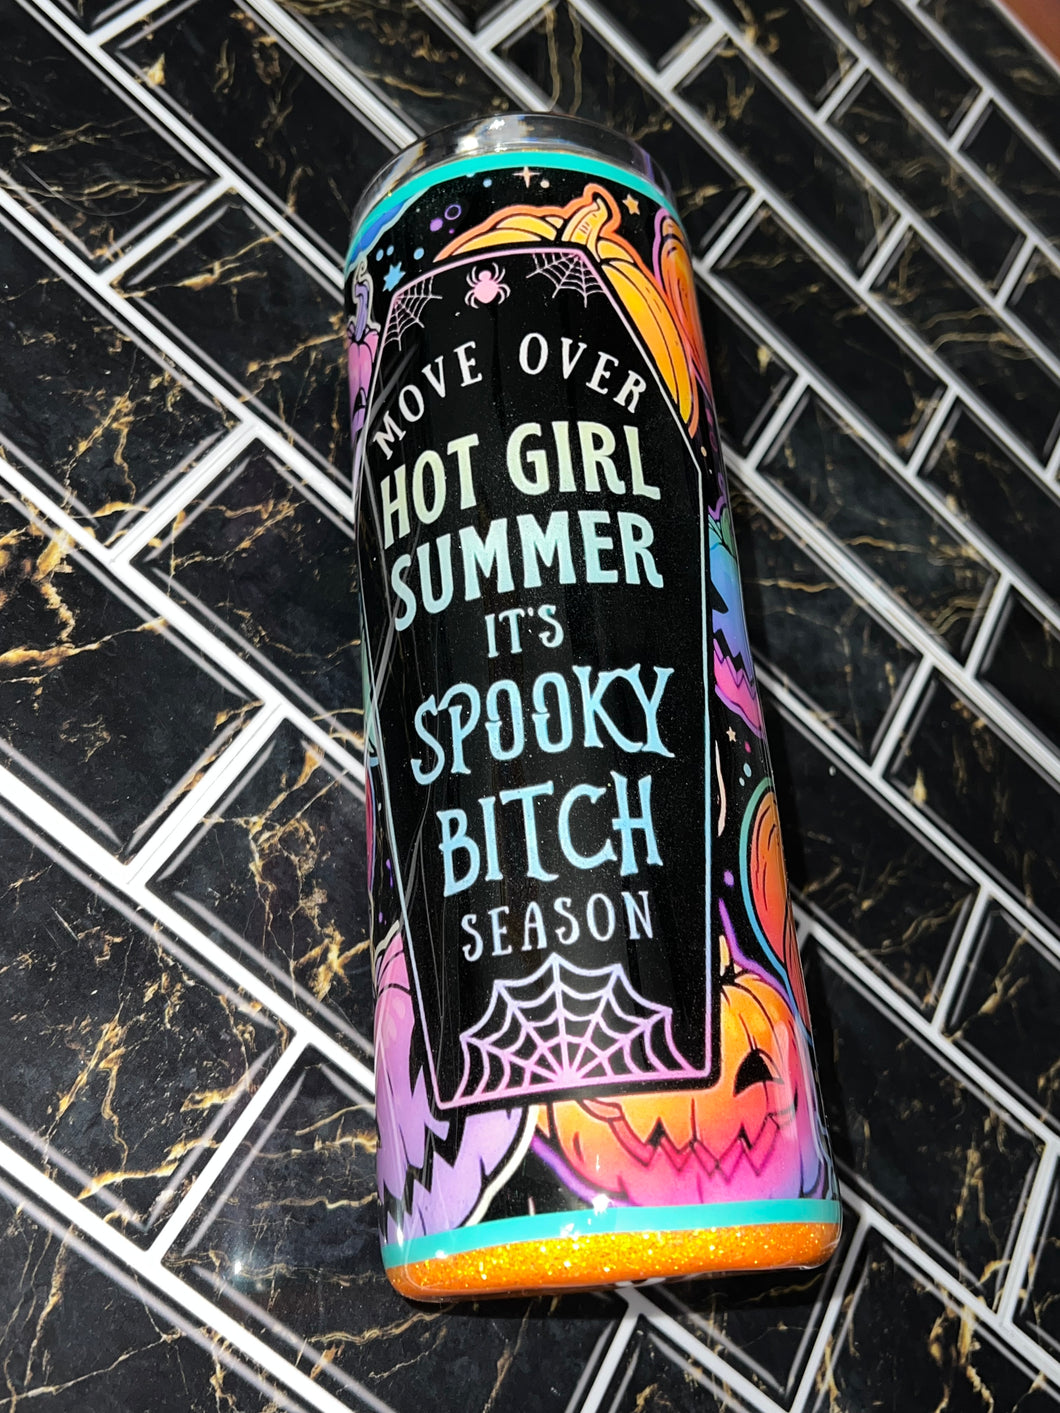 MOVE OVER
HOT GIRL
SUMMER
IT'S
SPOOKY
BITCH
SEASON